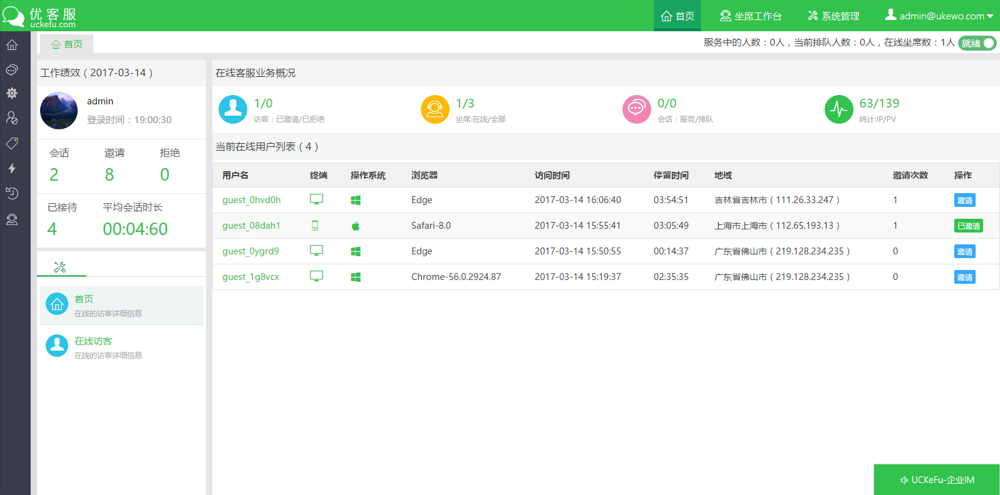 优客服
uckefu.com
首页
坐席工作台
系统管理
admin@ukewo.com
首页
服务中的人数：0人，当前排队人数：0人，在线坐席数：1人
就绪
工作绩效（2017-03-14）
admin
登录时间：19:00:30
会话 邀请 拒绝
2 8 0
已接待 平均会话时长
4 00:04:60
首页
在线的访客详细信息
在线访客
在线的访客详细信息
在线客服业务概况
1/0
访客：已邀请/已拒绝
1/3
坐席:在线/全部
0/0
会话：服务/排队
63/139
统计:IP/PV
当前在线用户列表（4）
用户名 终端 操作系统 浏览器 访问时间 停留时间 地域 邀请次数 操作
guest_0hvd0h Edge 2017-03-14 16:06:40 03:54:51 吉林省吉林市（111.26.33.247） 1 邀请
guest_08dah1 Safari-8.0 2017-03-14 15:55:41 03:05:49 上海市上海市（112.65.193.13） 1 已邀请
guest_0ygrd9 Edge 2017-03-14 15:50:55 00:14:37 广东省佛山市（219.128.234.235） 0 邀请
guest_1g8vcx Chrome-56.0.2924.87 2017-03-14 15:19:37 02:35:35 广东省佛山市（219.128.234.235） 0 邀请
UCKeFu-企业IM